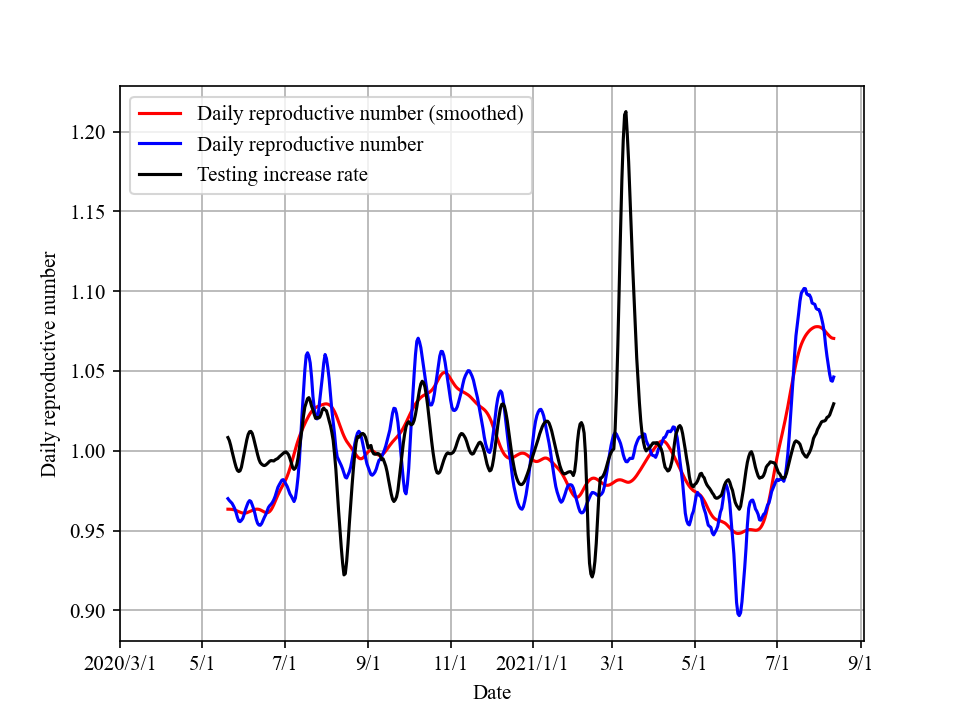 Daily reproductive number (smoothed)
Daily reproductive number
Testing increase rate
Daily reproductive number
1.20
1.15
1.10
1.05
1.00
0.95
0.90
2020/3/1 5/1 7/1 9/1 11/1 2021/1/1 3/1 5/1 7/1 9/1
Date